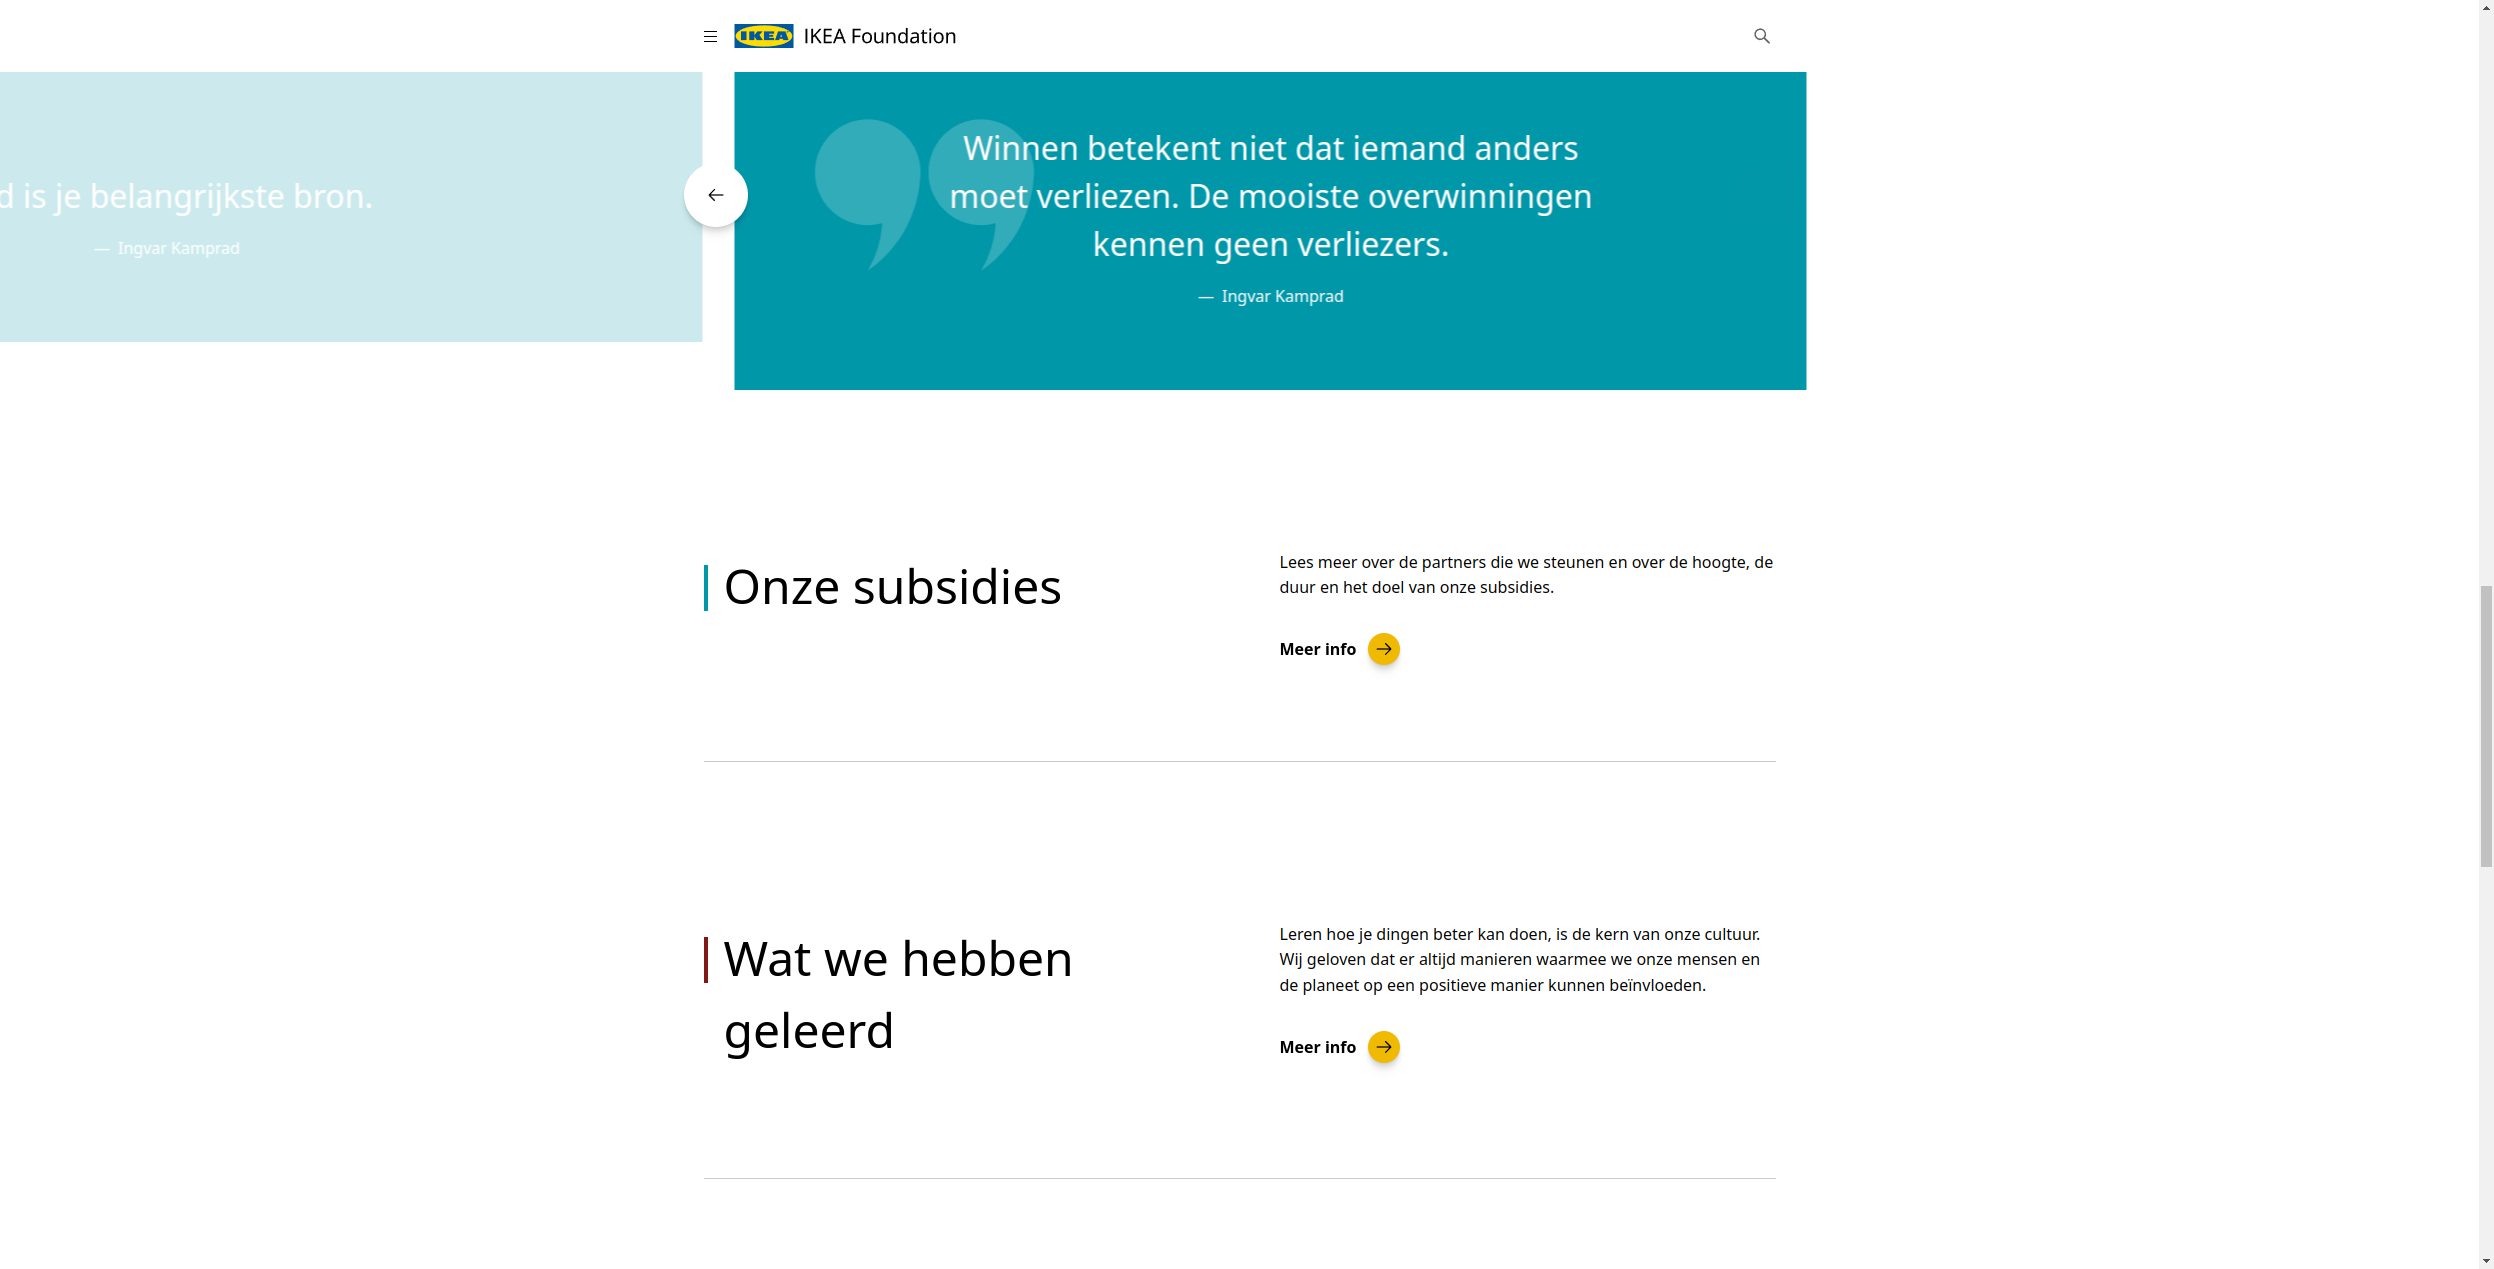 IKEA
IKEA Foundation
d is je belangrijkste bron.
— Ingvar Kamprad
Winnen betekent niet dat iemand anders
moet verliezen. De mooiste overwinningen
kennen geen verliezers.
— Ingvar Kamprad
Onze subsidies
Lees meer over de partners die we steunen en over de hoogte, de
duur en het doel van onze subsidies.
Meer info
Wat we hebben
geleerd
Leren hoe je dingen beter kan doen, is de kern van onze cultuur.
Wij geloven dat er altijd manieren waarmee we onze mensen en
de planeet op een positieve manier kunnen beïnvloeden.
Meer info